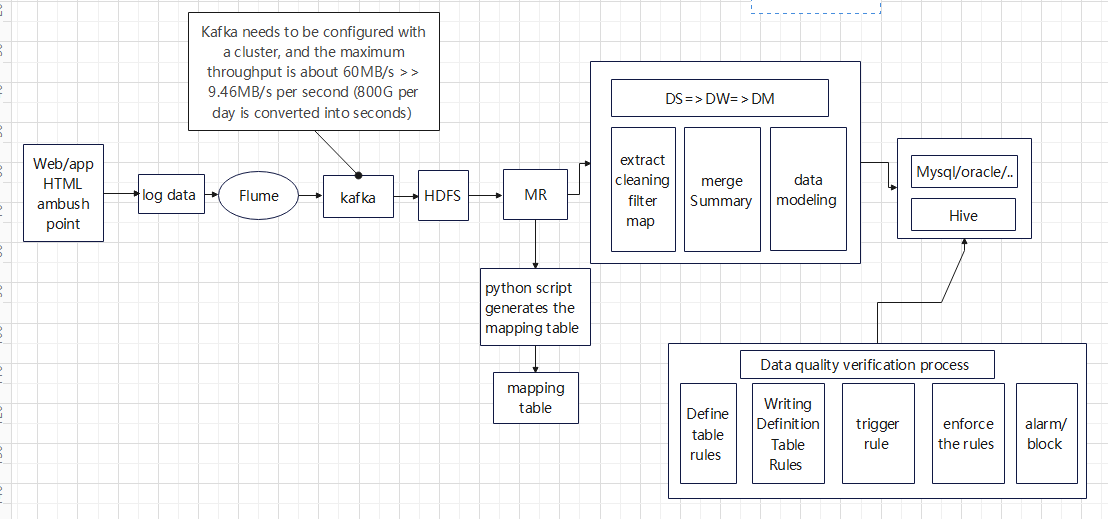 Kafka needs to be configured with
a cluster, and the maximum
throughput is about 60MB/s >>
9.46MB/s per second (800G per
day is converted into seconds)
Web/app
HTML
ambush
point
log data
Flume
kafka
HDFS
MR
python script
generates the
mapping table
mapping
table
DS=>DW=>DM
extract
cleaning
filter
map
merge
Summary
data
modeling
Mysql/oracle/..
Hive
Data quality verification process
Define
table
rules
Writing
Definition
Table
Rules
trigger
rule
enforce
the rules
alarm/
block